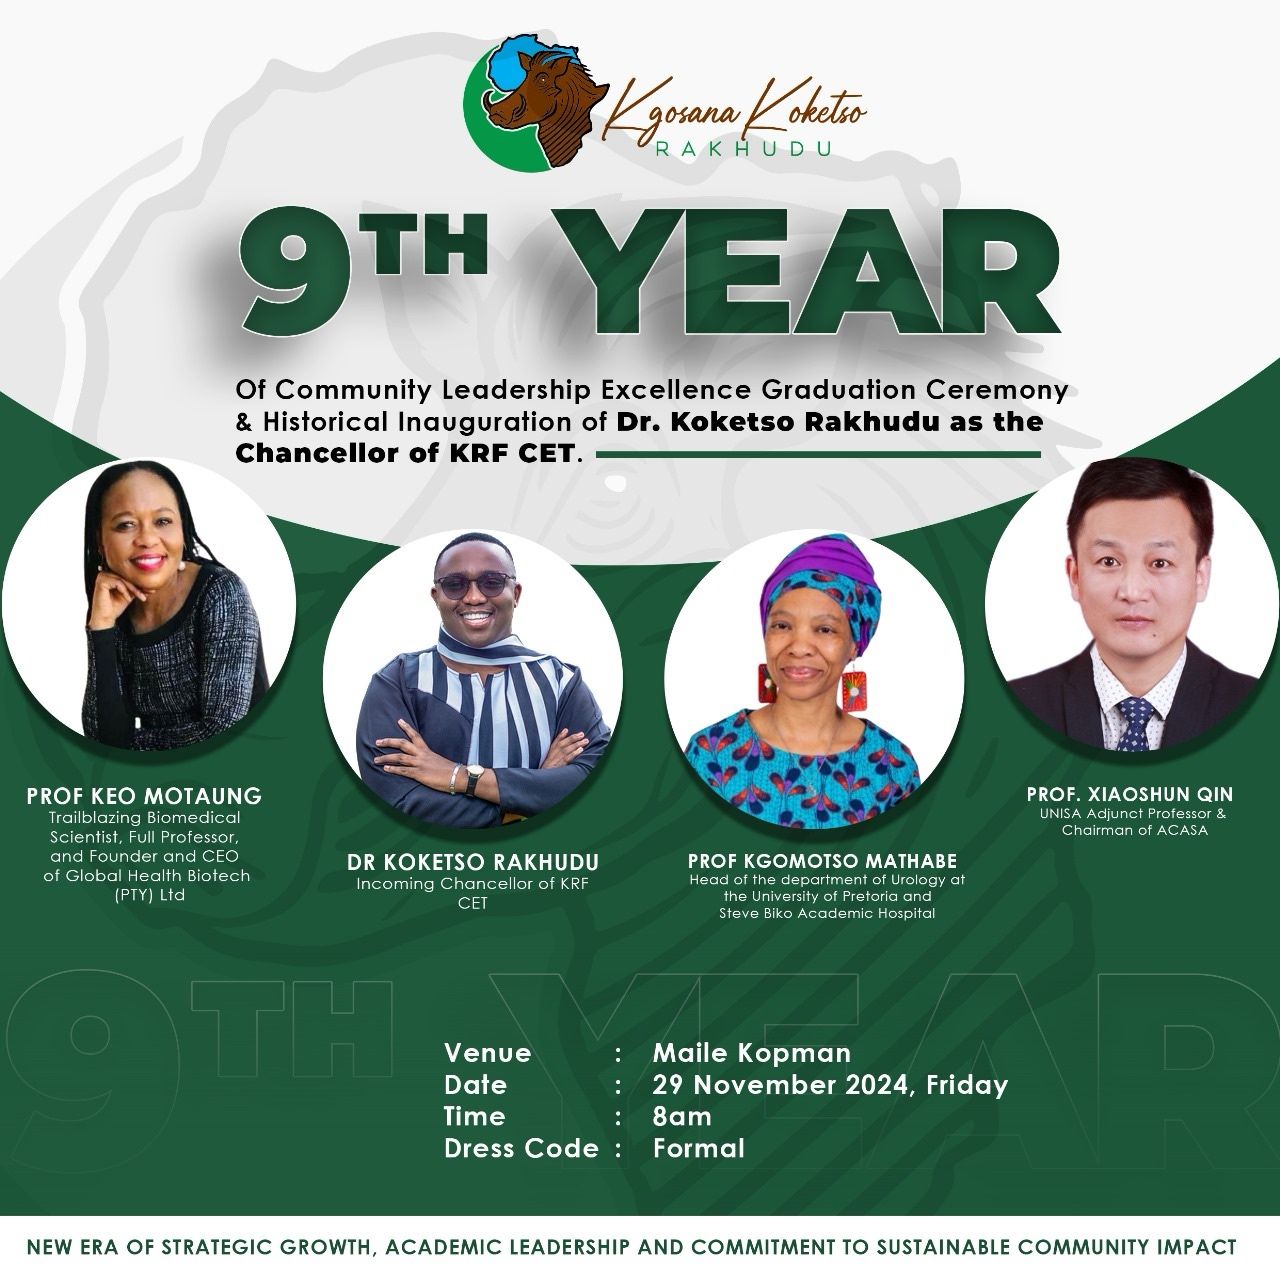 Kgosana Koketso
RAKHUDU
9TH YEAR
Of Community Leadership Excellence Graduation Ceremony
& Historical Inauguration of Dr. Koketso Rakhudu as the
Chancellor of KRF CET.
PROF KEO MOTAUNG
Trailblazing Biomedical
Scientist, Full Professor,
and Founder and CEO
of Global Health Biotech
(PTY) Ltd
DR KOKETSO RAKHUDU
Incoming Chancellor of KRF
CET
PROF KGOMOTSO MATHABE
Head of the department of Urology at
the University of Pretoria and
Steve Biko Academic Hospital
PROF. XIAOSHUN QIN
UNISA Adjunct Professor &
Chairman of ACASA
9TH YEAR
Venue : Maile Kopman
Date : 29 November 2024, Friday
Time : 8am
Dress Code : Formal
NEW ERA OF STRATEGIC GROWTH, ACADEMIC LEADERSHIP AND COMMITMENT TO SUSTAINABLE COMMUNITY IMPACT